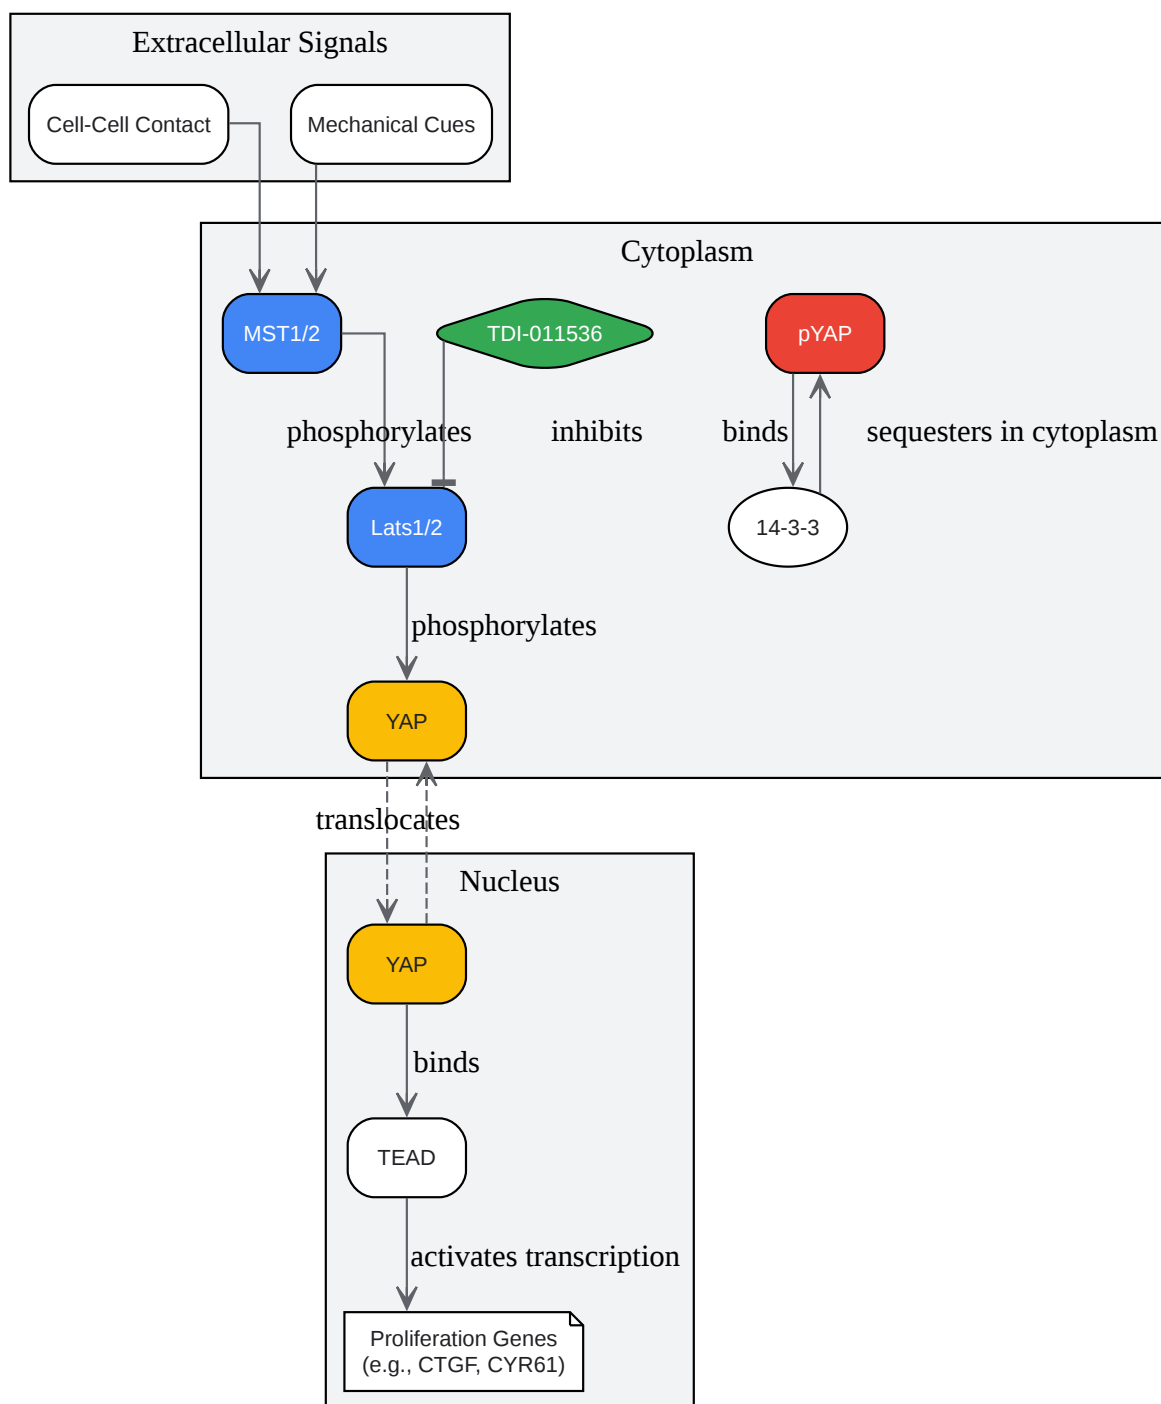 Extracellular Signals
Cell-Cell Contact
Mechanical Cues
Cytoplasm
MST1/2
TDI-011536
pYAP
phosphorylates
inhibits
binds
sequesters in cytoplasm
Lats1/2
14-3-3
phosphorylates
YAP
translocates
Nucleus
YAP
binds
TEAD
activates transcription
Proliferation Genes
(e.g., CTGF, CYR61)